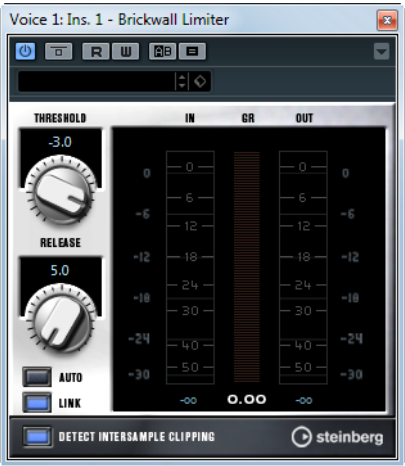 Voice 1: Ins. 1 - Brickwall Limiter
R W AB
THRESHOLD IN GR OUT
-3.0
0 0 0 0
-6 6 6 -6
12 12
RELEASE
-12 18 18 -12
5.0
24 24
-18 30 30 -18
-24 40 40 -24
AUTO -30 50 50 -30
LINK -∞ 0.00 -∞
DETECT INTERSAMPLE CLIPPING steinberg